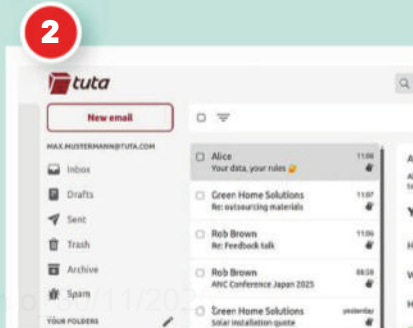 2
tuta
New email
MAX.MUSTERMANN@TUTA.COM
Inbox
Drafts
Sent
Trash
Archive
Spam
YOUR FOLDERS
Alice 11:08
Your data, your rules
Green Home Solutions 11:07
Re: outsourcing materials
Rob Brown 11:06
Re: Feedback talk
Rob Brown 08:58
ANC Conference Japan 2025
Green Home Solutions yesterday
Solar installation quote